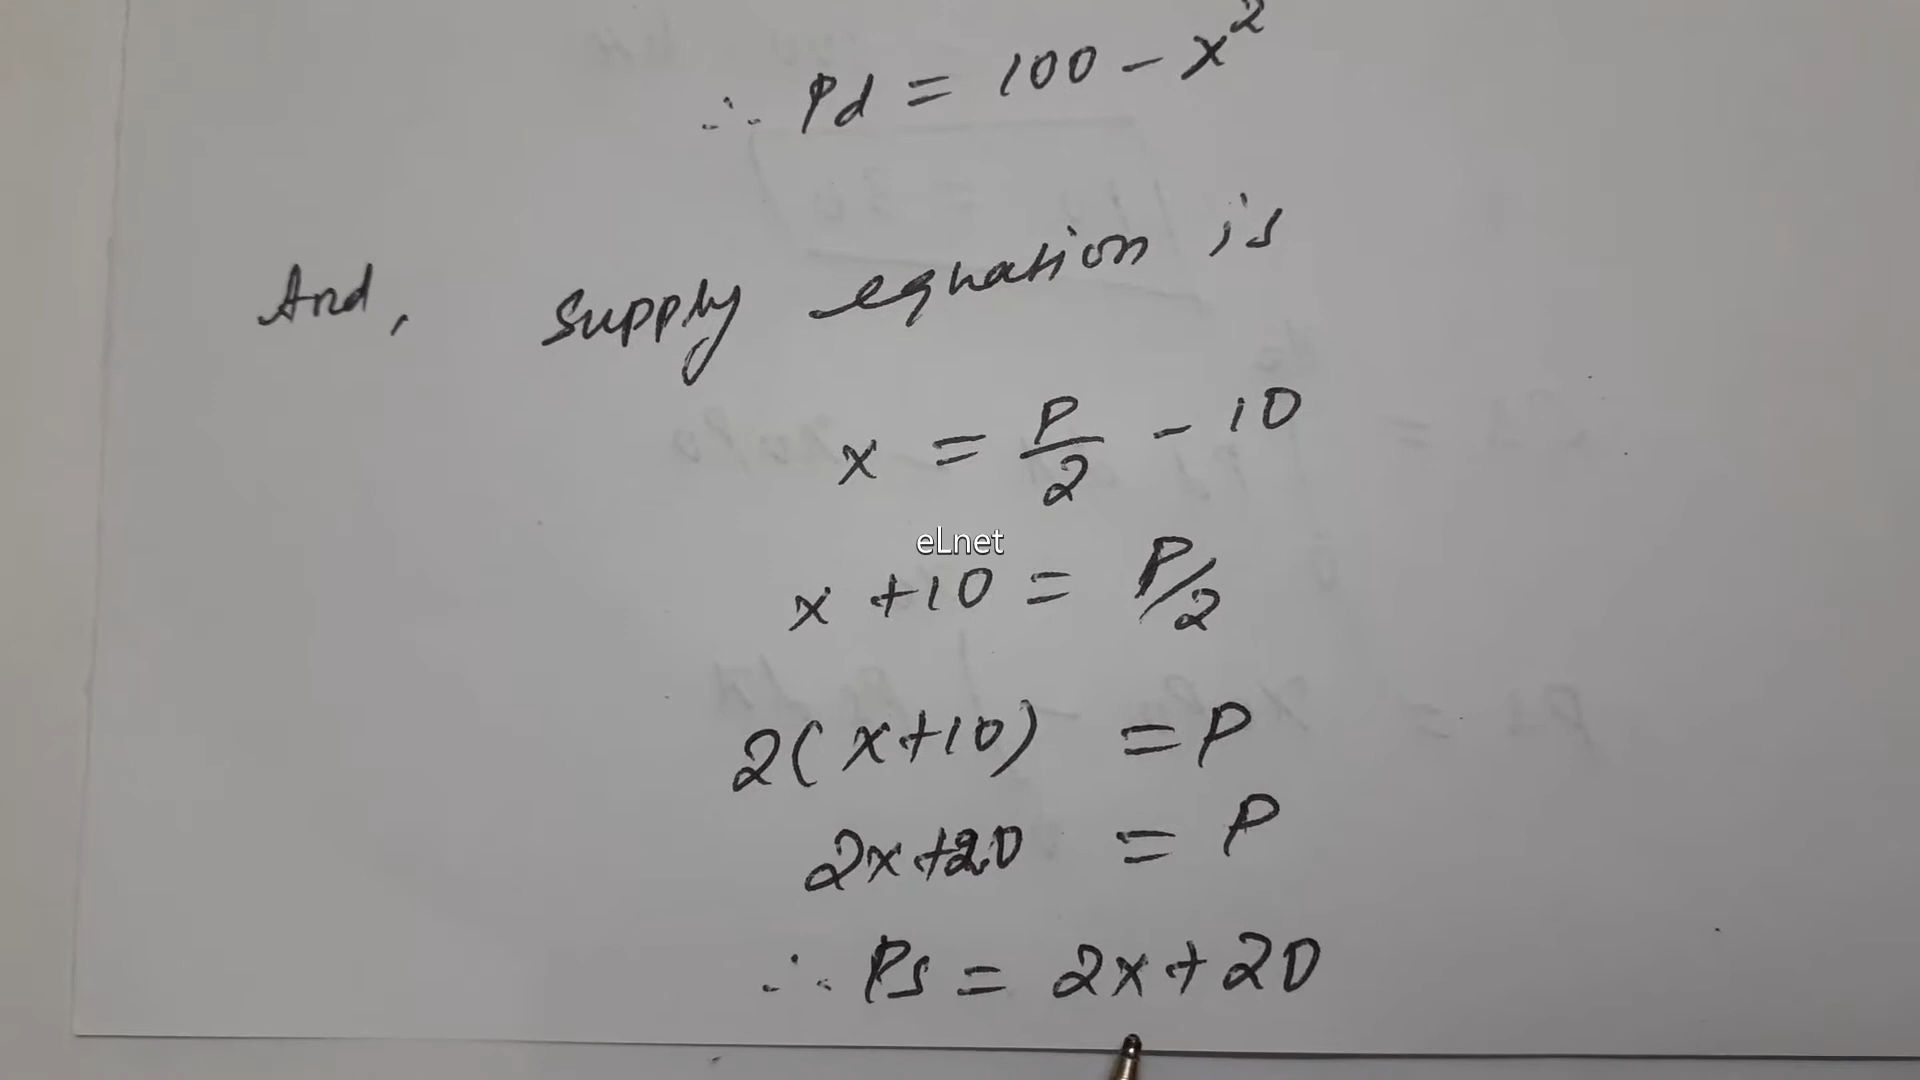 ∴ Pd = 100 - x²
And, supply equation is
x = P/2 - 10
eLnet
x + 10 = P/2
2(x+10) = P
2x+20 = P
∴ Ps = 2x + 20